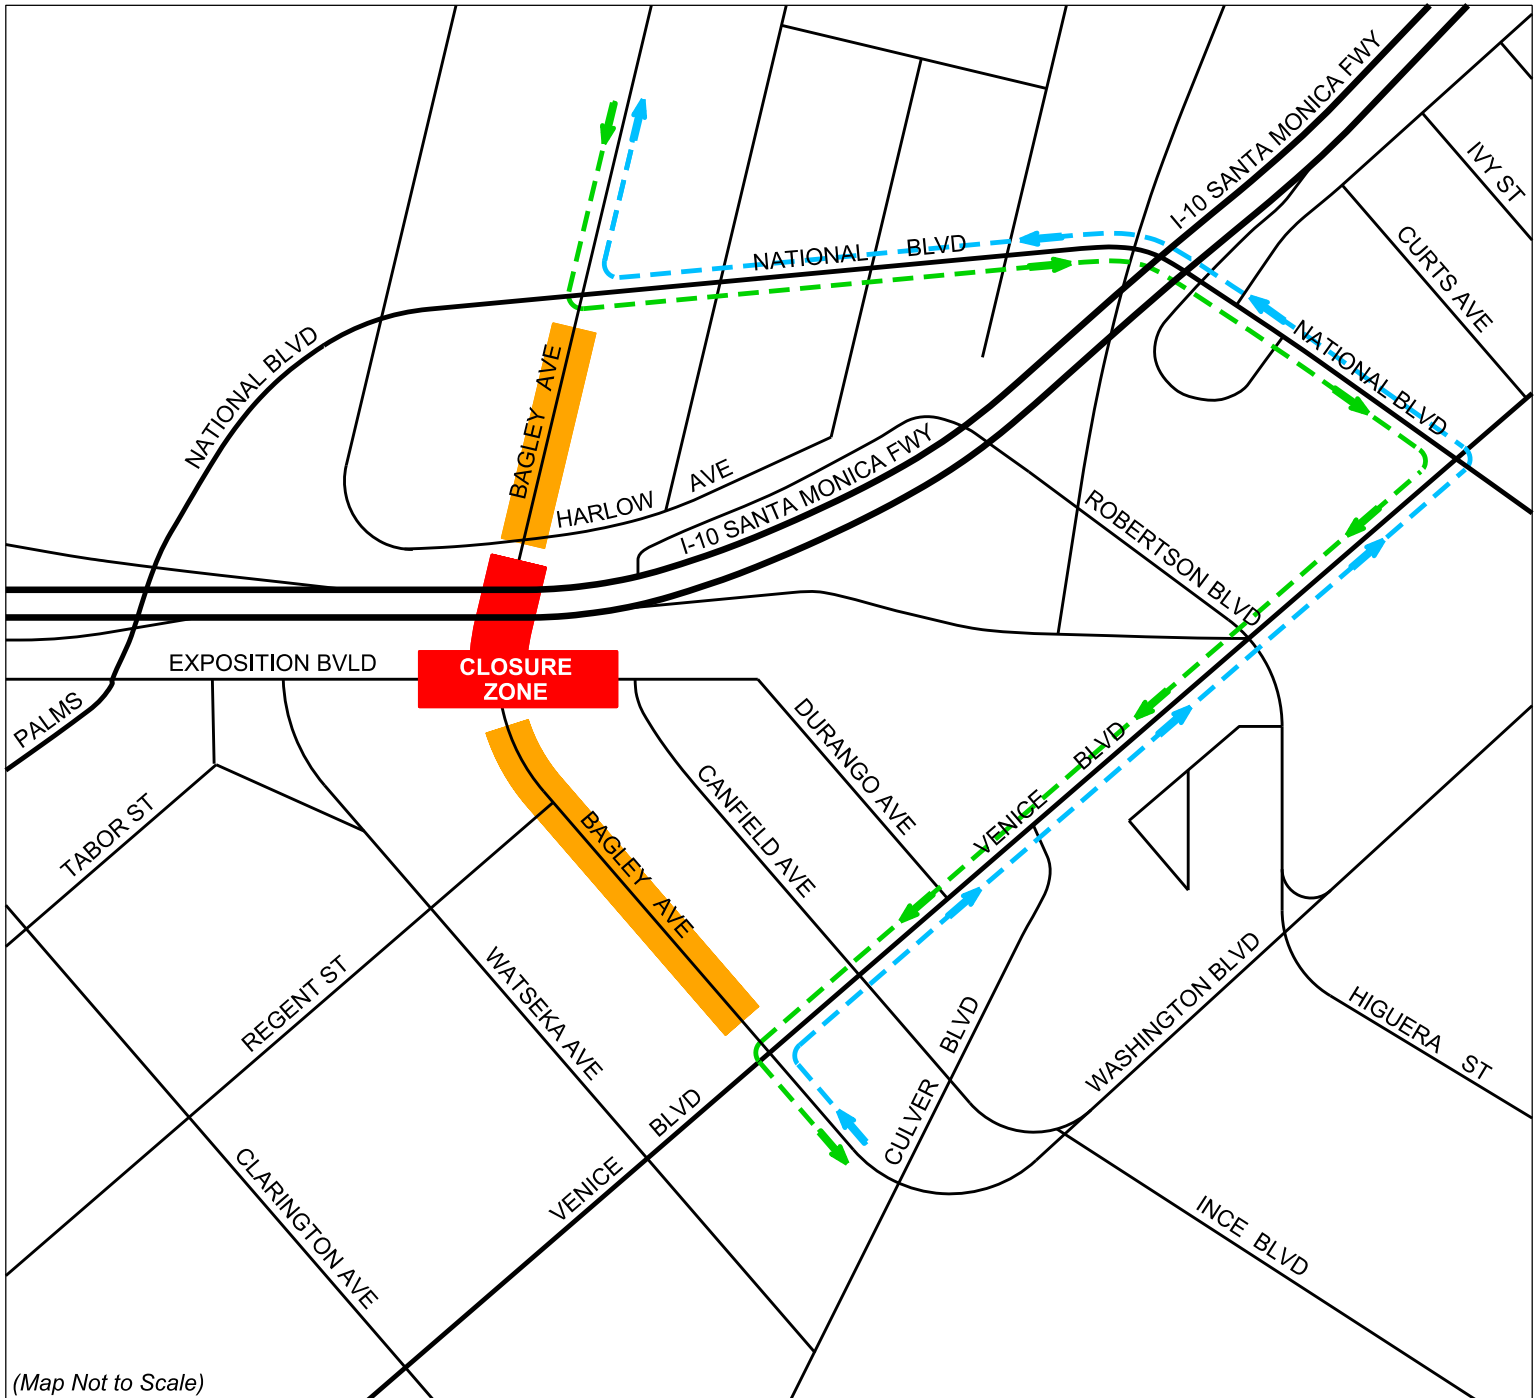 I-10 SANTA MONICA FWY
IVY ST
CURTS AVE
NATIONAL BLVD
NATIONAL BLVD
NATIONAL BLVD
BAGLEY AVE
HARLOW AVE
I-10 SANTA MONICA FWY
ROBERTSON BLVD
EXPOSITION BVLD
CLOSURE
ZONE
PALMS
DURANGO AVE
CANFIELD AVE
VENICE BLVD
TABOR ST
BAGLEY AVE
REGENT ST
WATSEKA AVE
WASHINGTON BLVD
HIGUERA ST
CULVER BLVD
VENICE BLVD
CLARINGTON AVE
INCE BLVD
(Map Not to Scale)